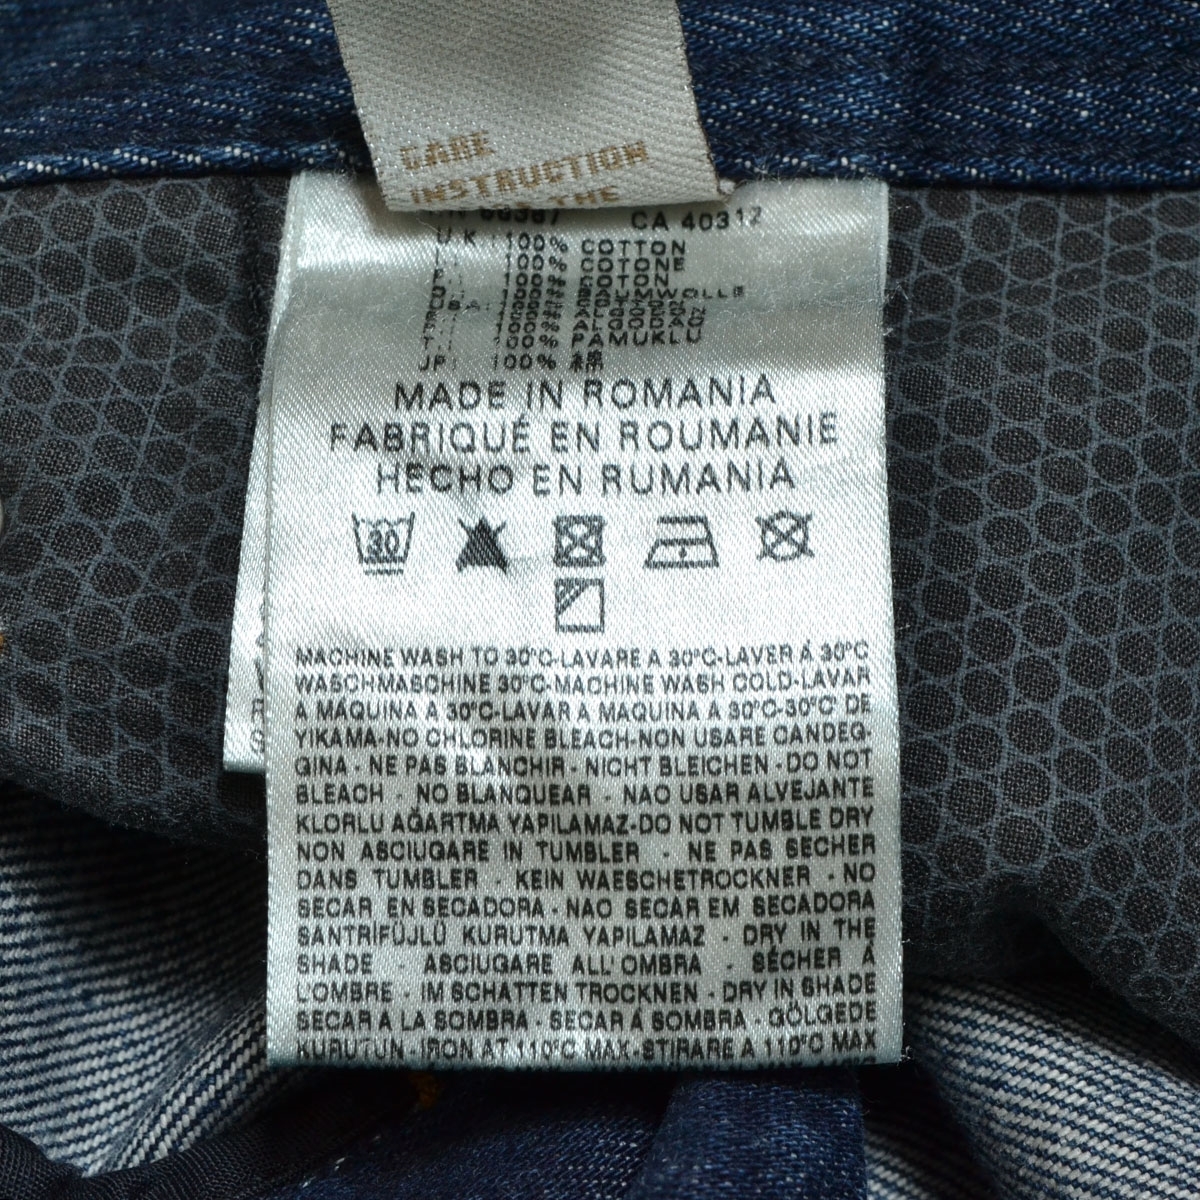 CARE
INSTRUCTION
THE
CA 40312
UK: 100% COTTON
100% COTONE
100% COTON
100% BAUMWOLLE
100%
100%
T: 100% PAMUKLU
JP: 100% 綿
MADE IN ROMANIA
FABRIQUÉ EN ROUMANIE
HECHO EN RUMANIA
30
MACHINE WASH TO 30°C-LAVARE A 30°C-LAVER Á 30°C
WASCHMASCHINE 30°C-MACHINE WASH COLD-LAVAR
A MÁQUINA A 30°C-LAVAR A MAQUINA A 30°C-30°C' DE
YIKAMA-NO CHLORINE BLEACH-NON USARE CANDEG-
GINA - NE PAS BLANCHIR - NICHT BLEICHEN - DO NOT
BLEACH - NO BLANQUEAR - NAO USAR ALVEJANTE
KLORLU AĞARTMA YAPILAMAZ-DO NOT TUMBLE DRY
NON ASCIUGARE IN TUMBLER - NE PAS SECHER
DANS TUMBLER - KEIN WAESCHETROCKNER - NO
SECAR EN SECADORA - NAO SECAR EM SECADORA
SANTRİFÜJLÜ KURUTMA YAPILAMAZ - DRY IN THE
SHADE - ASCIUGARE ALL'OMBRA - SÉCHER Á
L'OMBRE - IM SCHATTEN TROCKNEN - DRY IN SHADE
SECAR A LA SOMBRA - SECAR Á SOMBRA - GÖLGEDE
KURUTUN - IRON AT 110°C MAX-STIRARE A 110°C MAX